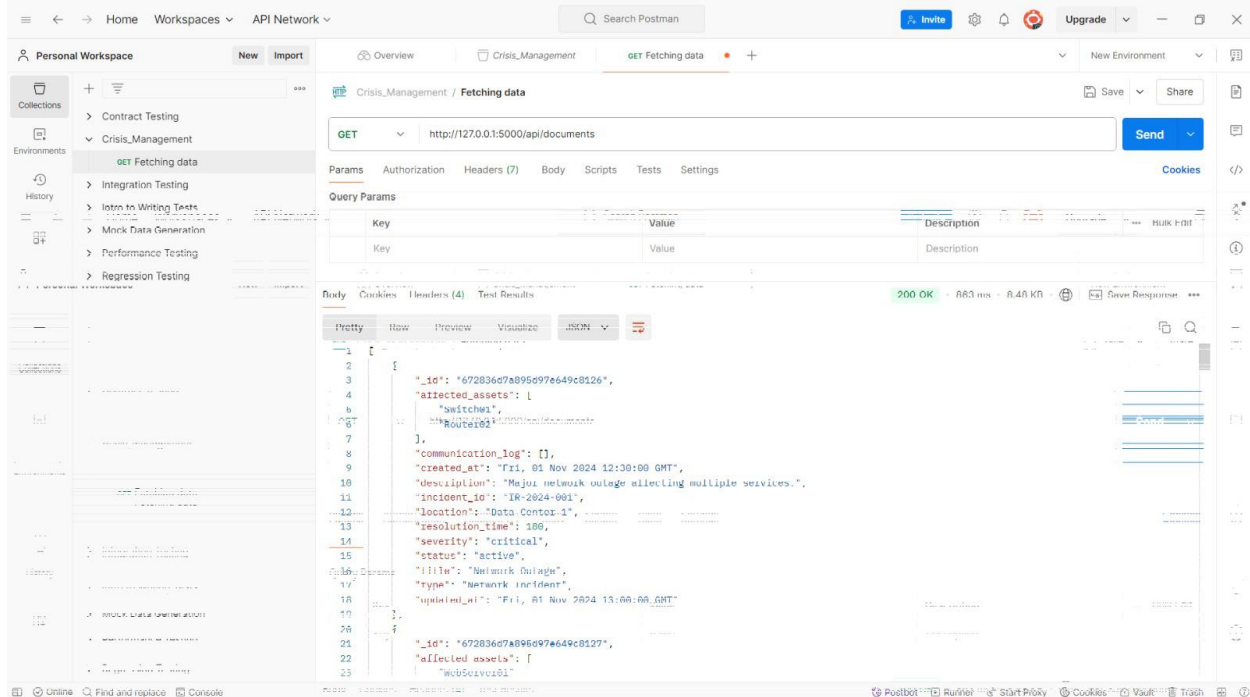 Home Workspaces API Network Search Postman Invite Upgrade
Personal Workspace New Import Overview Crisis_Management GET Fetching data New Environment
Collections
Environments
History
Contract Testing
Crisis_Management
GET Fetching data
Integration Testing
Intro to Writing Tests
Mock Data Generation
Performance Testing
Regression Testing
HTTP Crisis_Management / Fetching data Save Share
GET http://127.0.0.1:5000/api/documents Send
Params Authorization Headers (7) Body Scripts Tests Settings Cookies
Query Params
Key Value Description Bulk Edit
Key Value Description
Body Cookies Headers (4) Test Results 200 OK 863 ms 8.48 KB Save Response
Pretty Raw Preview Visualize JSON
1 [
2 {
3 "_id": "672836d7a895d97e649c8126",
4 "affected_assets": [
5 "Switch01",
6 "Router02"
7 ],
8 "communication_log": [],
9 "created_at": "Fri, 01 Nov 2024 12:30:00 GMT",
10 "description": "Major network outage affecting multiple services.",
11 "incident_id": "IR-2024-001",
12 "location": "Data Center 1",
13 "resolution_time": 180,
14 "severity": "critical",
15 "status": "active",
16 "title": "Network Outage",
17 "type": "Network Incident",
18 "updated_at": "Fri, 01 Nov 2024 13:00:00 GMT"
19 },
20 {
21 "_id": "672836d7a895d97e649c8127",
22 "affected_assets": [
23 "WebServer01"
Mock Data Generation
Online Find and replace Console Postbot Runner Start Proxy Cookies Vault Trash